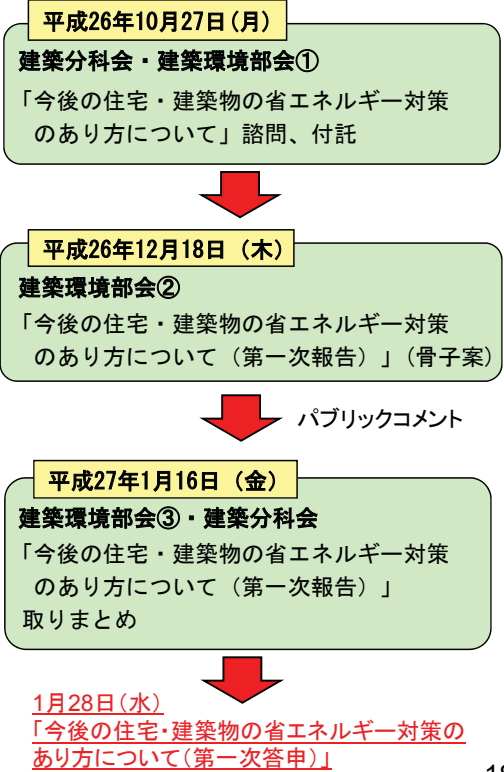 平成26年10月27日(月)
建築分科会・建築環境部会①
「今後の住宅・建築物の省エネルギー対策
のあり方について」諮問、付託
平成26年12月18日（木）
建築環境部会②
「今後の住宅・建築物の省エネルギー対策
のあり方について（第一次報告）」（骨子案）
パブリックコメント
平成27年1月16日（金）
建築環境部会③・建築分科会
「今後の住宅・建築物の省エネルギー対策
のあり方について（第一次報告）」
取りまとめ
1月28日(水)
「今後の住宅・建築物の省エネルギー対策の
あり方について(第一次答申)」